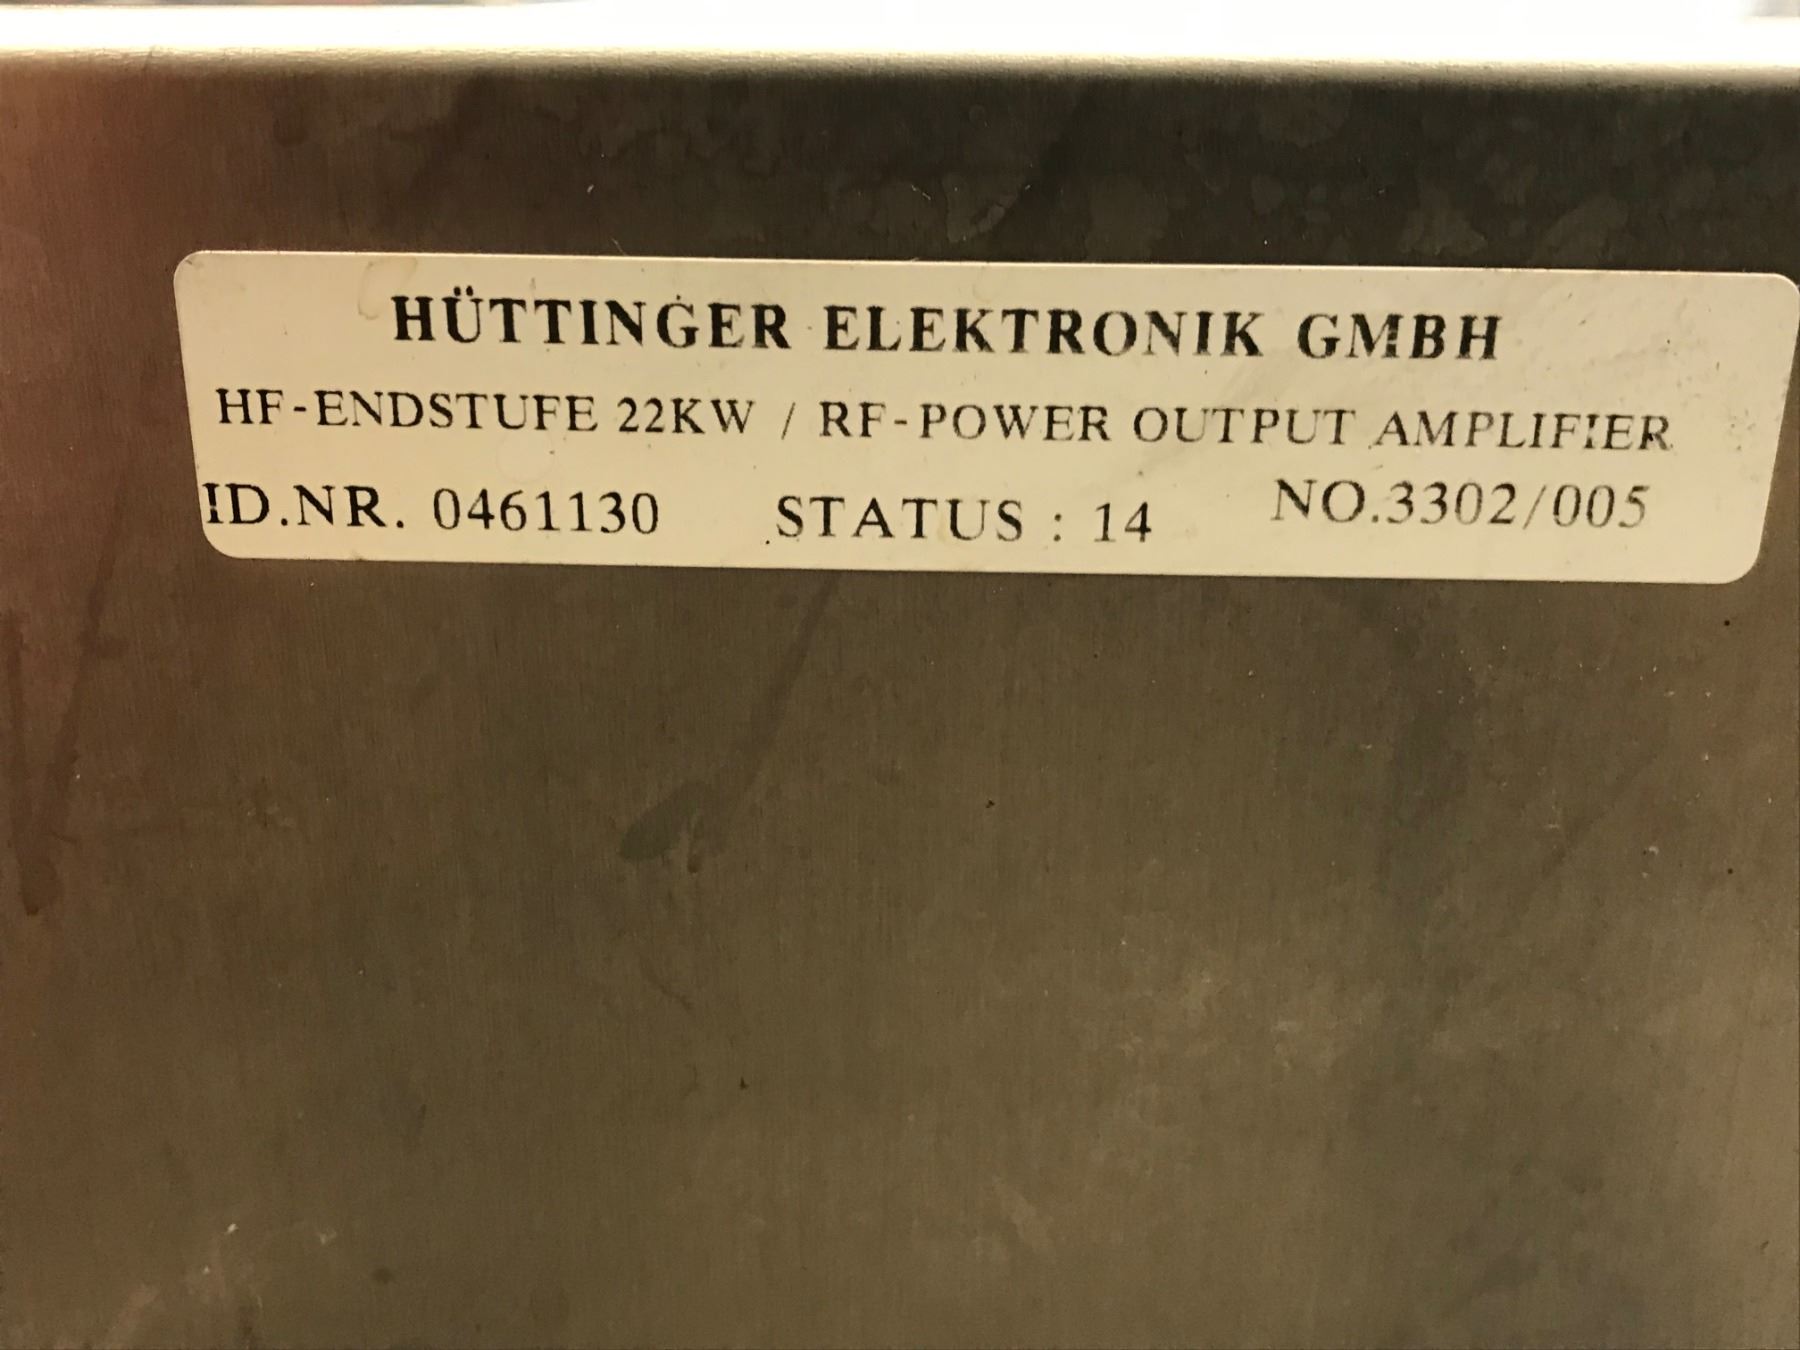 HÜTTINGER ELEKTRONIK GMBH
HF-ENDSTUFE 22KW / RF-POWER OUTPUT AMPLIFIER
ID.NR. 0461130 STATUS : 14 NO.3302/005